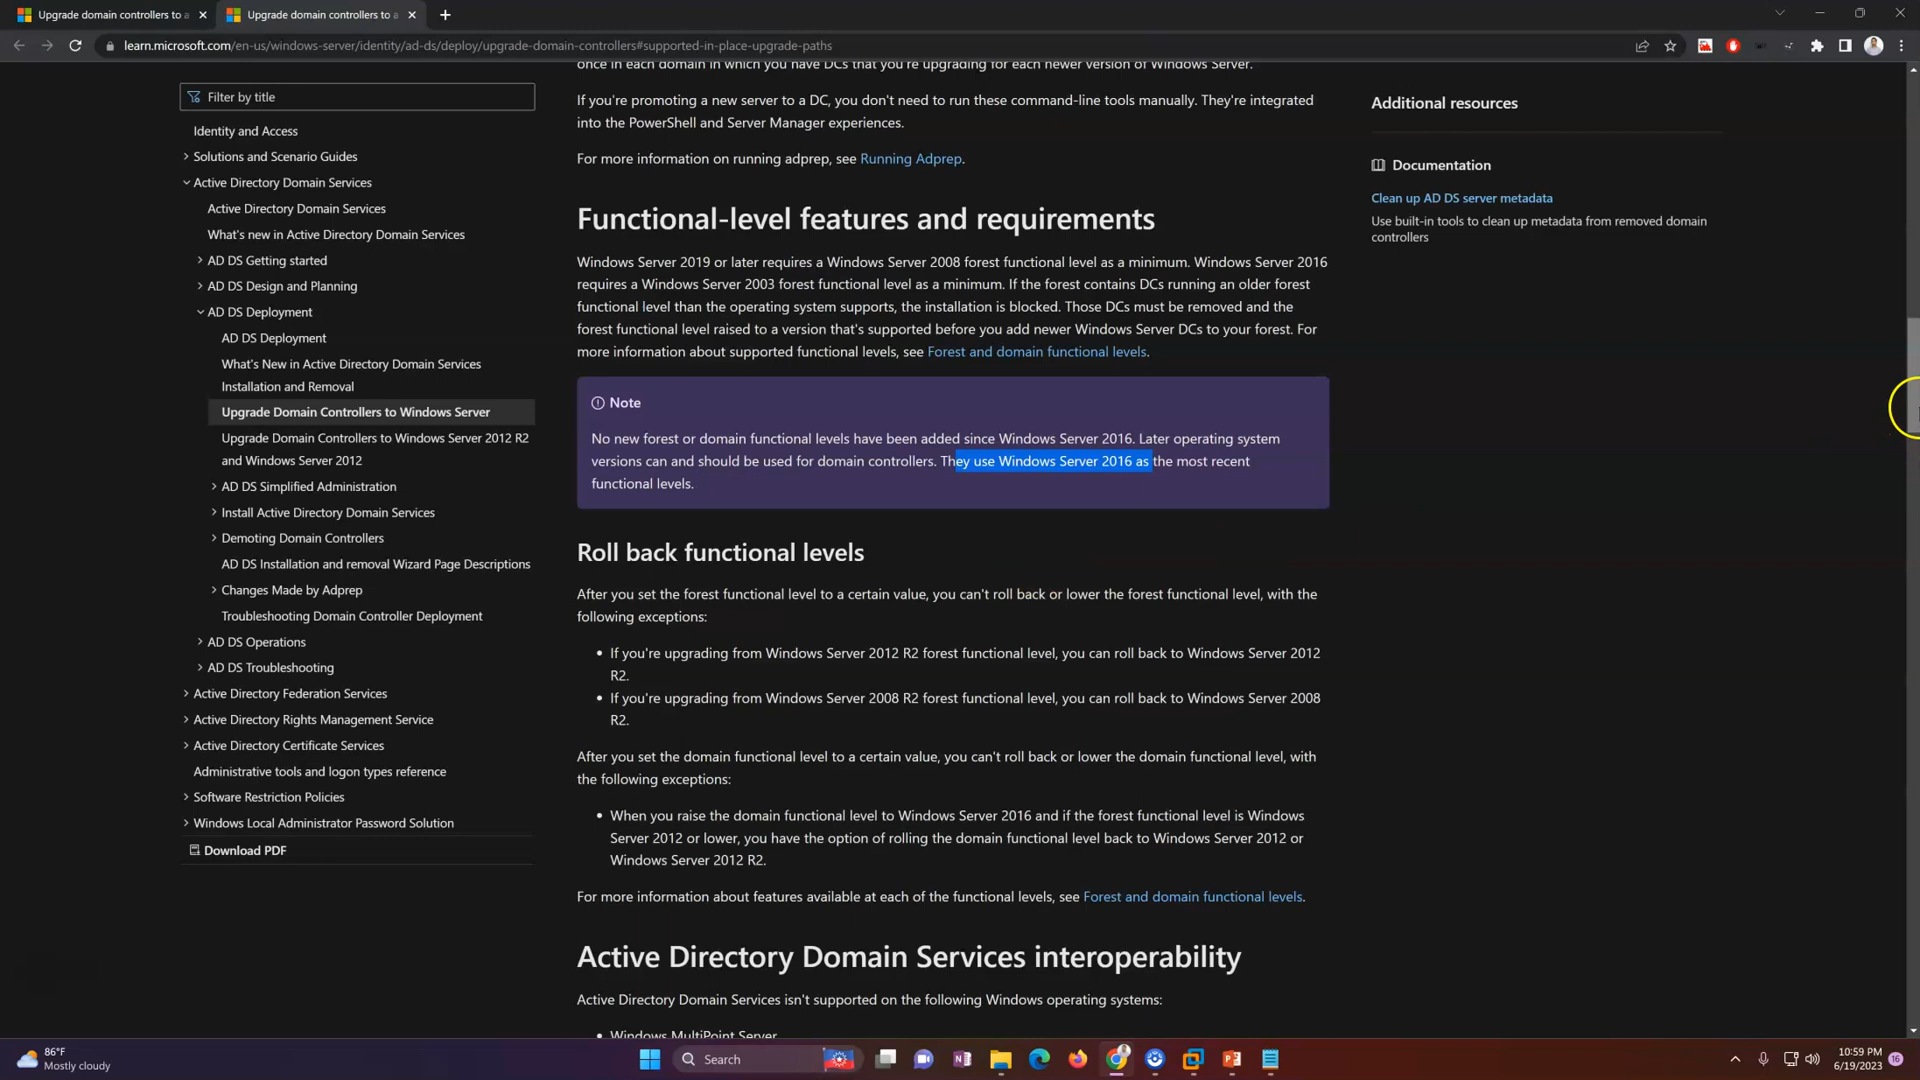 Upgrade domain controllers to a
Upgrade domain controllers to a
learn.microsoft.com/en-us/windows-server/identity/ad-ds/deploy/upgrade-domain-controllers#supported-in-place-upgrade-paths
Filter by title
Identity and Access
Solutions and Scenario Guides
Active Directory Domain Services
Active Directory Domain Services
What's new in Active Directory Domain Services
AD DS Getting started
AD DS Design and Planning
AD DS Deployment
AD DS Deployment
What's New in Active Directory Domain Services
Installation and Removal
Upgrade Domain Controllers to Windows Server
Upgrade Domain Controllers to Windows Server 2012 R2
and Windows Server 2012
AD DS Simplified Administration
Install Active Directory Domain Services
Demoting Domain Controllers
AD DS Installation and removal Wizard Page Descriptions
Changes Made by Adprep
Troubleshooting Domain Controller Deployment
AD DS Operations
AD DS Troubleshooting
Active Directory Federation Services
Active Directory Rights Management Service
Active Directory Certificate Services
Administrative tools and logon types reference
Software Restriction Policies
Windows Local Administrator Password Solution
Download PDF
once in each domain in which you have DCs that you're upgrading for each newer version of Windows Server.
If you're promoting a new server to a DC, you don't need to run these command-line tools manually. They're integrated
into the PowerShell and Server Manager experiences.
For more information on running adprep, see Running Adprep.
Functional-level features and requirements
Windows Server 2019 or later requires a Windows Server 2008 forest functional level as a minimum. Windows Server 2016
requires a Windows Server 2003 forest functional level as a minimum. If the forest contains DCs running an older forest
functional level than the operating system supports, the installation is blocked. Those DCs must be removed and the
forest functional level raised to a version that's supported before you add newer Windows Server DCs to your forest. For
more information about supported functional levels, see Forest and domain functional levels.
Note
No new forest or domain functional levels have been added since Windows Server 2016. Later operating system
versions can and should be used for domain controllers. They use Windows Server 2016 as the most recent
functional levels.
Roll back functional levels
After you set the forest functional level to a certain value, you can't roll back or lower the forest functional level, with the
following exceptions:
• If you're upgrading from Windows Server 2012 R2 forest functional level, you can roll back to Windows Server 2012
R2.
• If you're upgrading from Windows Server 2008 R2 forest functional level, you can roll back to Windows Server 2008
R2.
After you set the domain functional level to a certain value, you can't roll back or lower the domain functional level, with
the following exceptions:
• When you raise the domain functional level to Windows Server 2016 and if the forest functional level is Windows
Server 2012 or lower, you have the option of rolling the domain functional level back to Windows Server 2012 or
Windows Server 2012 R2.
For more information about features available at each of the functional levels, see Forest and domain functional levels.
Active Directory Domain Services interoperability
Active Directory Domain Services isn't supported on the following Windows operating systems:
• Windows MultiPoint Server
Additional resources
Documentation
Clean up AD DS server metadata
Use built-in tools to clean up metadata from removed domain
controllers
86°F
Mostly cloudy
Search
10:59 PM
6/19/2023
16